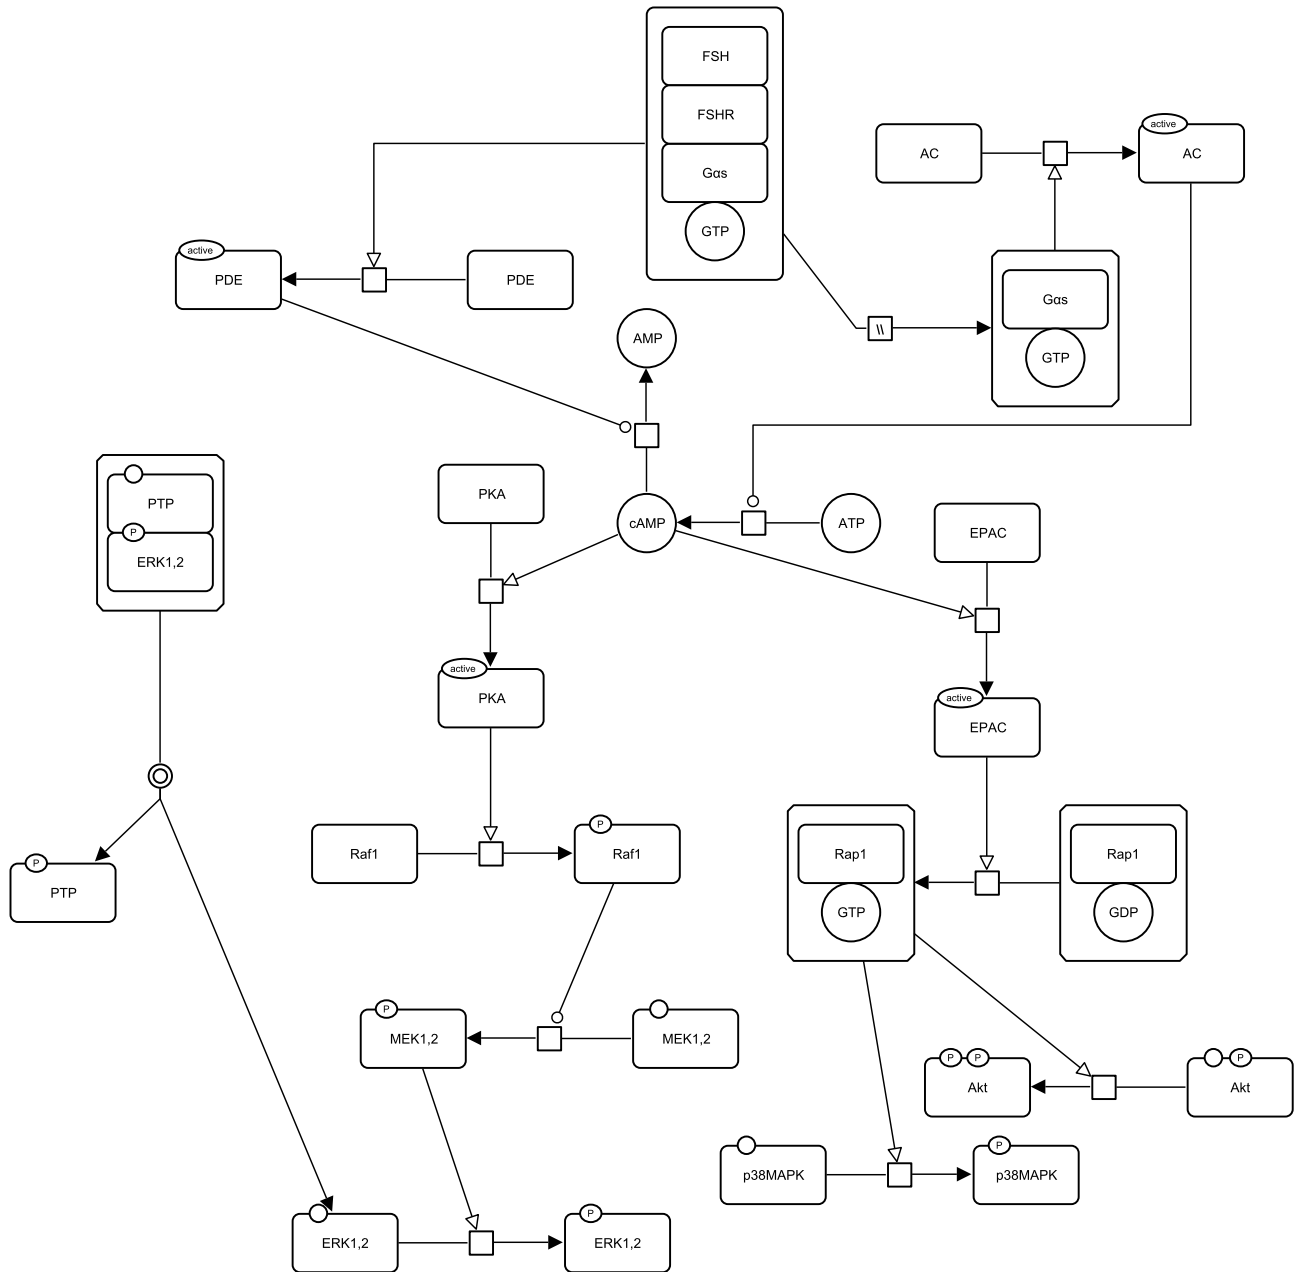 FSH
FSHR
Gαs
GTP
AC
active
AC
active
PDE
PDE
Gαs
GTP
\\
AMP
PTP
P
ERK1,2
PKA
cAMP
ATP
EPAC
active
PKA
active
EPAC
P
PTP
Raf1
P
Raf1
Rap1
GTP
Rap1
GDP
P
MEK1,2
MEK1,2
P
P
Akt
P
Akt
p38MAPK
P
p38MAPK
ERK1,2
P
ERK1,2